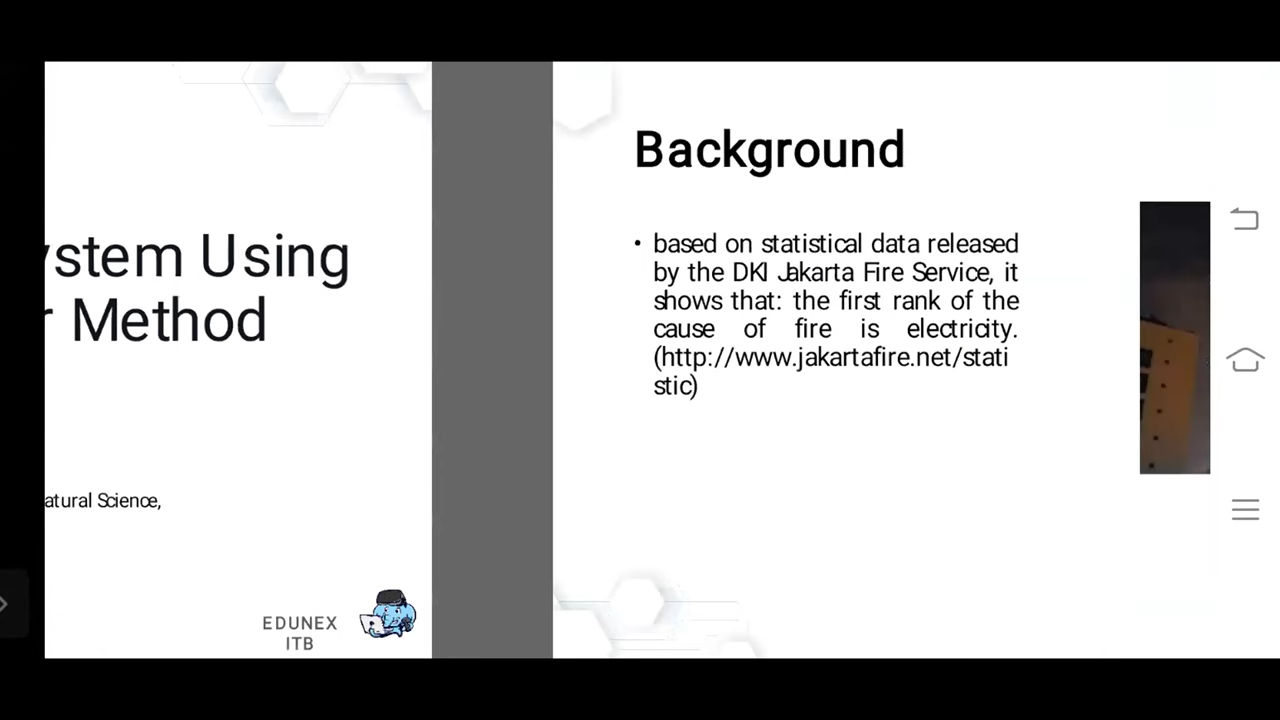 ystem Using
r Method
atural Science,
EDUNEX
ITB
Background
• based on statistical data released
by the DKI Jakarta Fire Service, it
shows that: the first rank of the
cause of fire is electricity.
(http://www.jakartafire.net/stati
stic)